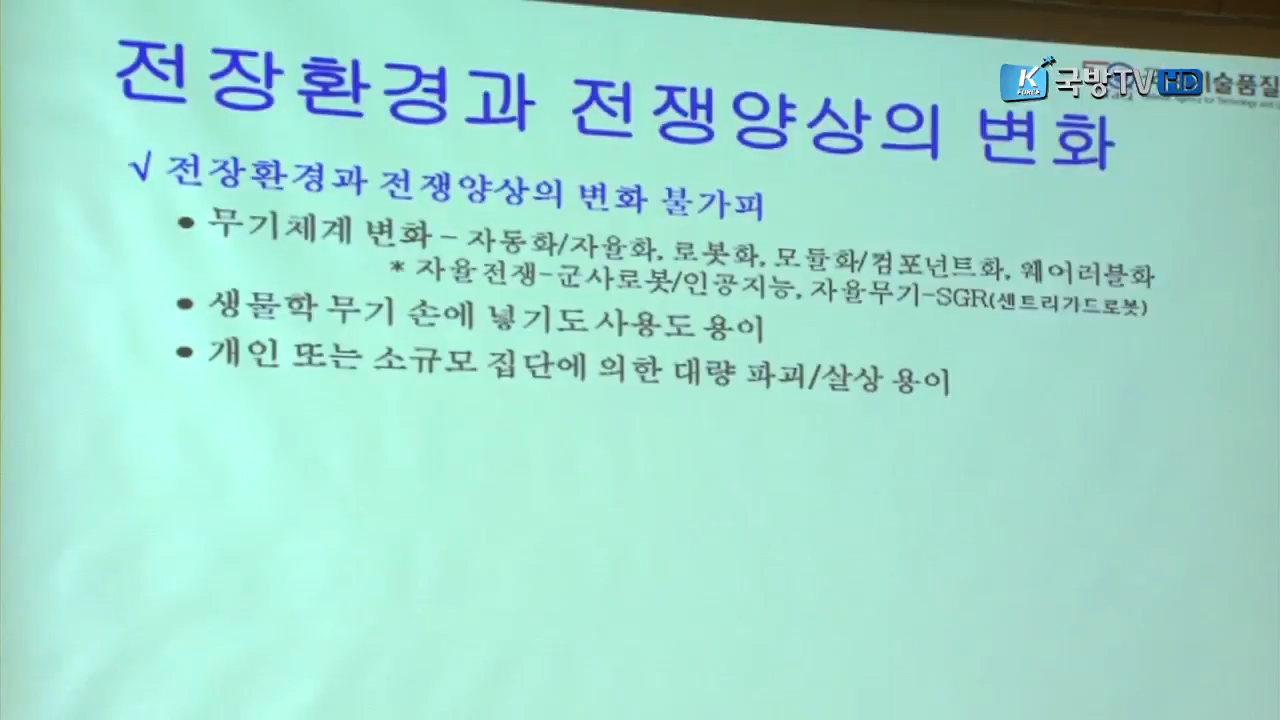 K FORCE 국방TV HD
기술품질
전장환경과 전쟁양상의 변화
√ 전장환경과 전쟁양상의 변화 불가피
● 무기체계 변화 - 자동화/자율화, 로봇화, 모듈화/컴포넌트화, 웨어러블화
* 자율전쟁-군사로봇/인공지능, 자율무기-SGR(센트리가드로봇)
● 생물학 무기 손에 넣기도 사용도 용이
● 개인 또는 소규모 집단에 의한 대량 파괴/살상 용이